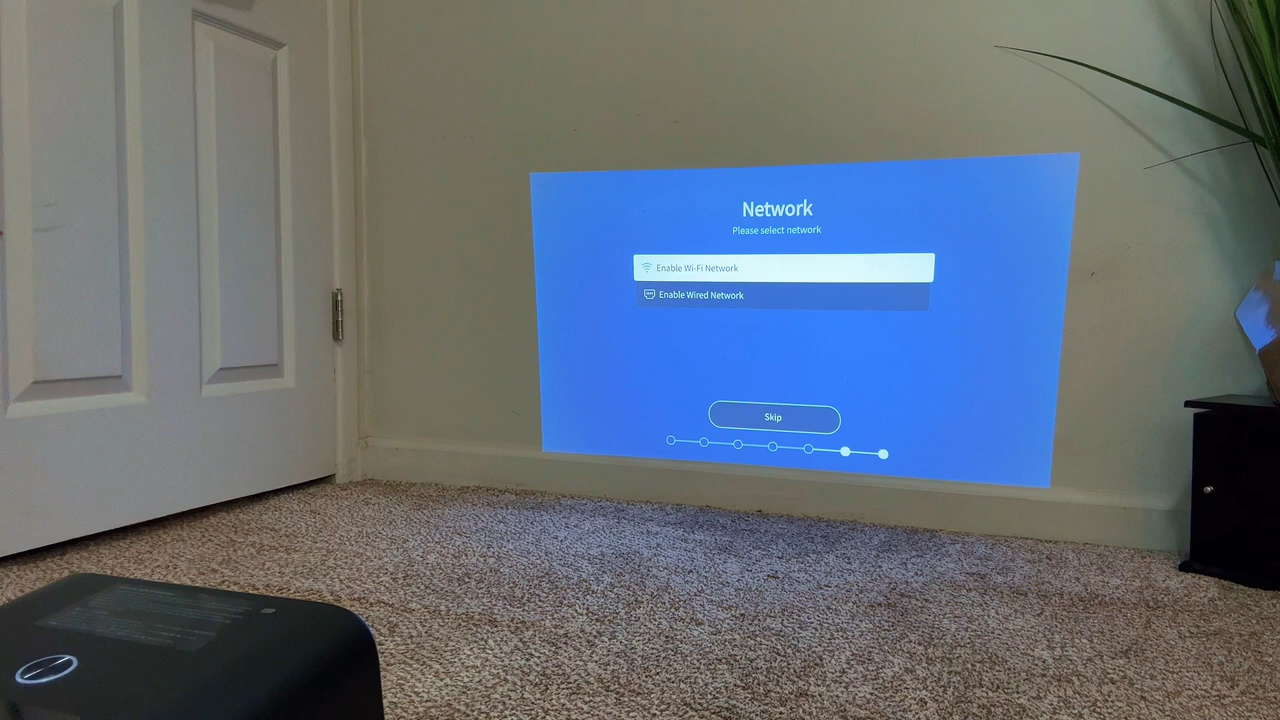 Network
Please select network
Enable Wi-Fi Network
Enable Wired Network
Skip